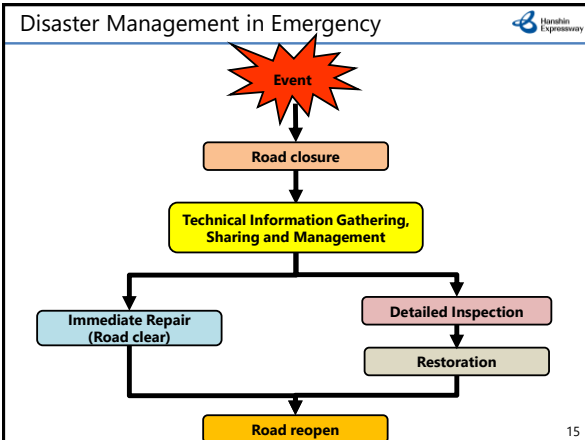 Disaster Management in Emergency
Hanshin
Expressway
Event
Road closure
Technical Information Gathering,
Sharing and Management
Immediate Repair
(Road clear)
Detailed Inspection
Restoration
Road reopen
15